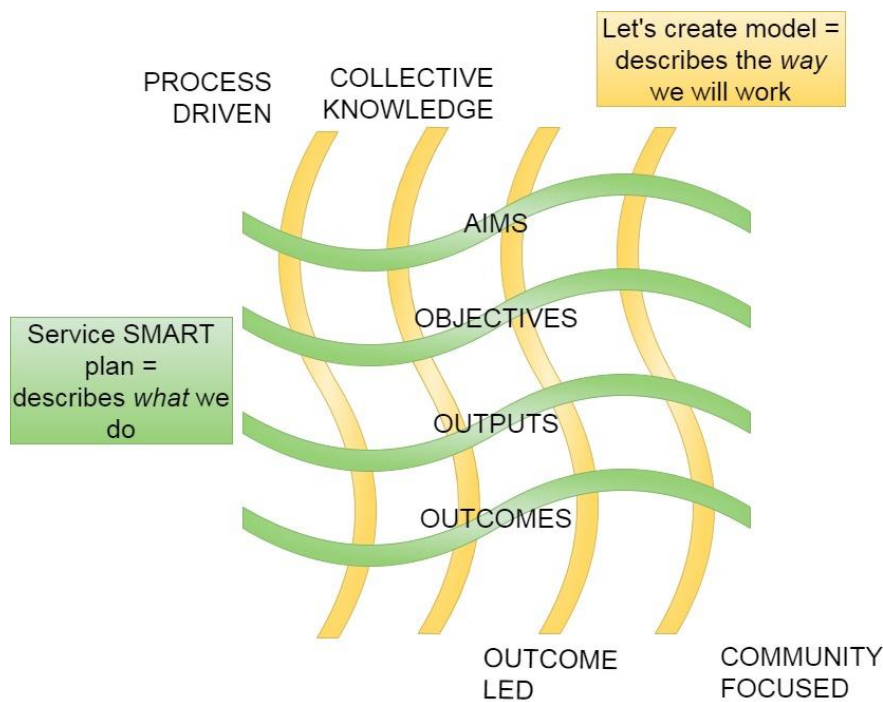 Let's create model =
describes the way
we will work
PROCESS
DRIVEN
COLLECTIVE
KNOWLEDGE
AIMS
OBJECTIVES
Service SMART
plan =
describes what we
do
OUTPUTS
OUTCOMES
OUTCOME
LED
COMMUNITY
FOCUSED